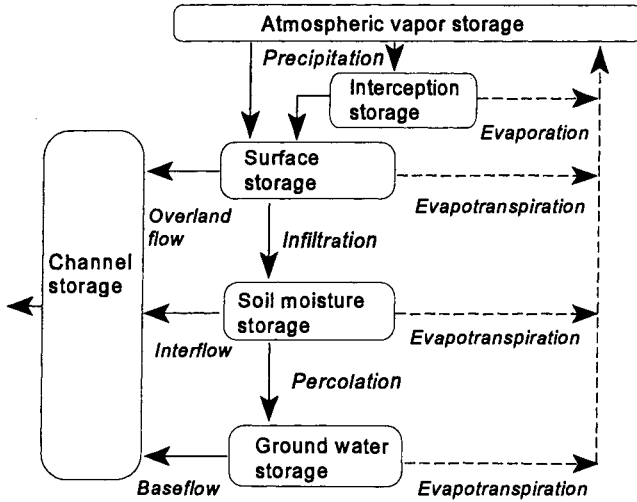 Atmospheric vapor storage
Precipitation
Interception
storage
Evaporation
Surface
storage
Evapotranspiration
Overland
flow
Infiltration
Channel
storage
Soil moisture
storage
Evapotranspiration
Interflow
Percolation
Ground water
storage
Baseflow
Evapotranspiration